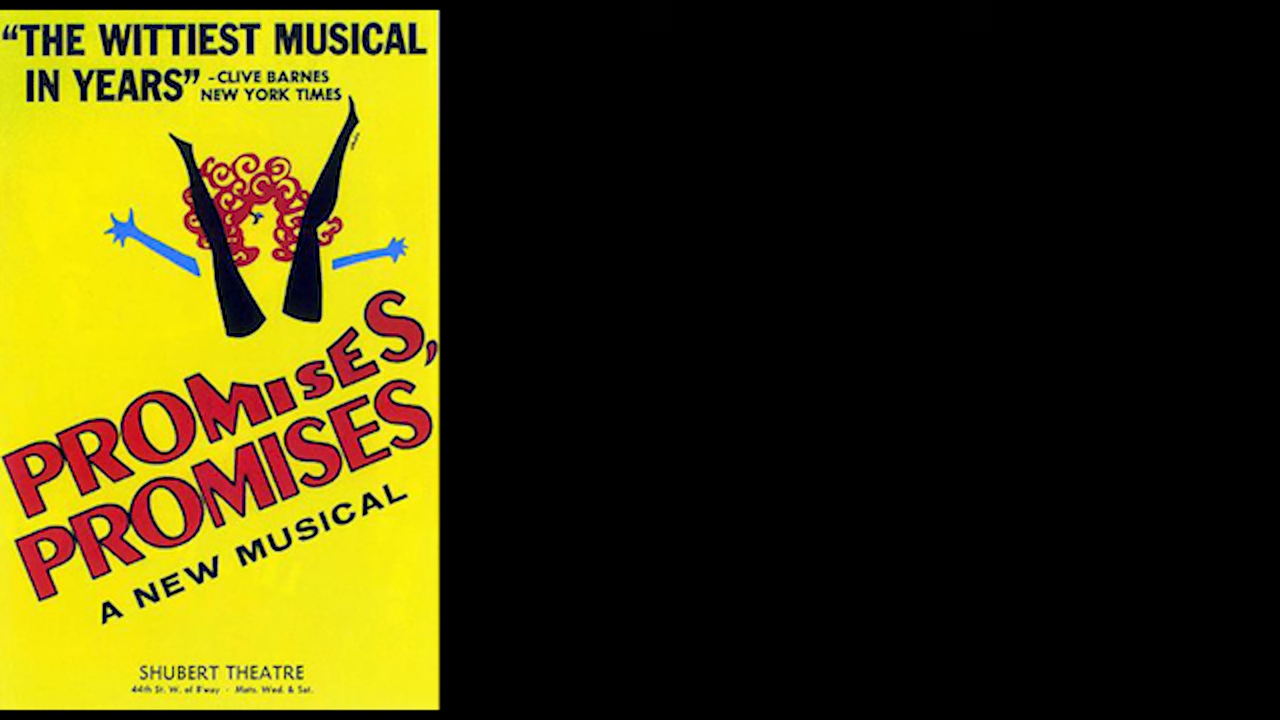 “THE WITTIEST MUSICAL
IN YEARS” -CLIVE BARNES
NEW YORK TIMES
PROMISES,
PROMISES
A NEW MUSICAL
SHUBERT THEATRE
44th St. W. of B'way - Mats. Wed. & Sat.